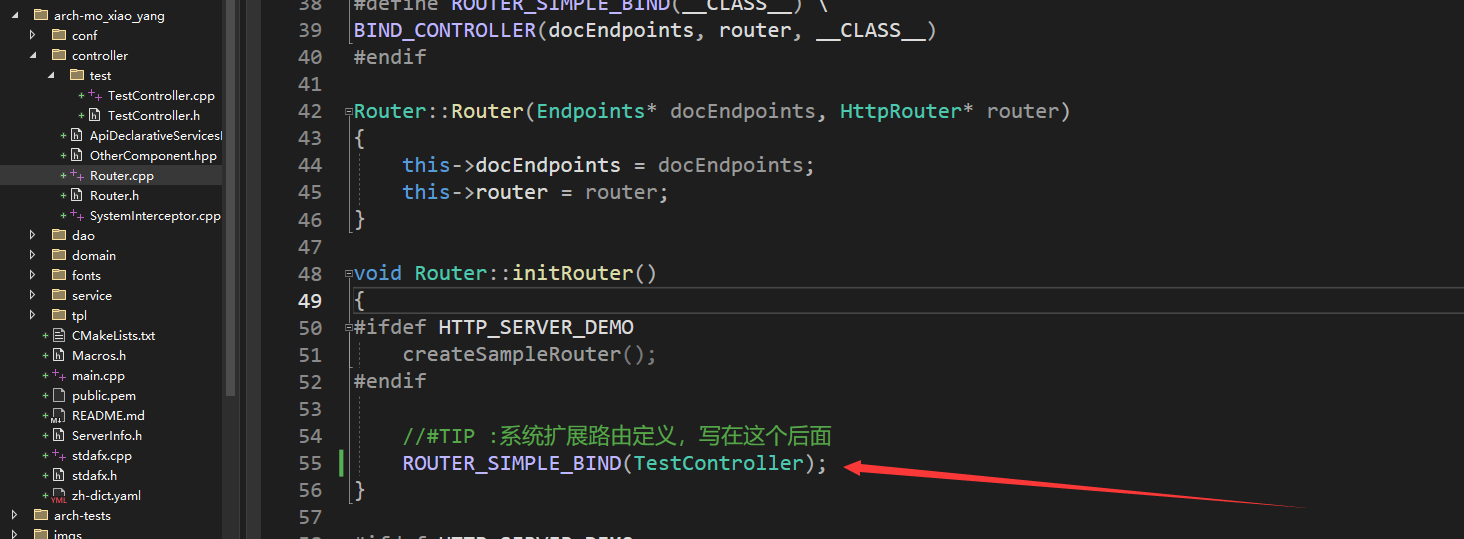 arch-mo_xiao_yang
conf
controller
test
TestController.cpp
TestController.h
ApiDeclarativeServices
OtherComponent.hpp
Router.cpp
Router.h
SystemInterceptor.cpp
dao
domain
fonts
service
tpl
CMakeLists.txt
Macros.h
main.cpp
public.pem
README.md
ServerInfo.h
stdafx.cpp
stdafx.h
zh-dict.yaml
arch-tests
imgs
38 #define ROUTER_SIMPLE_BIND(__CLASS__) \
39 BIND_CONTROLLER(docEndpoints, router, __CLASS__)
40 #endif
41
42 Router::Router(Endpoints* docEndpoints, HttpRouter* router)
43 {
44 this->docEndpoints = docEndpoints;
45 this->router = router;
46 }
47
48 void Router::initRouter()
49 {
50 #ifdef HTTP_SERVER_DEMO
51 createSampleRouter();
52 #endif
53
54 //#TIP :系统扩展路由定义，写在这个后面
55 ROUTER_SIMPLE_BIND(TestController);
56 }
57
#ifdef HTTP_SERVER_DEMO